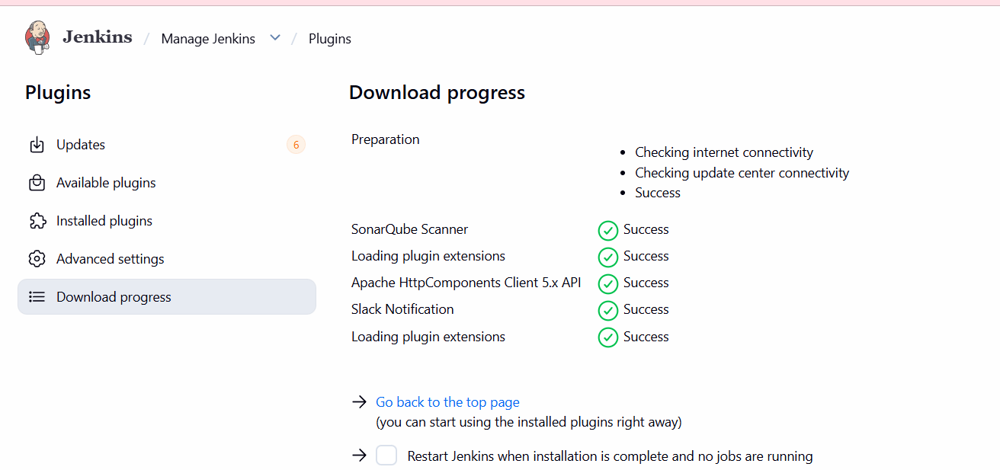 Jenkins / Manage Jenkins / Plugins
Plugins
Updates 6
Available plugins
Installed plugins
Advanced settings
Download progress
Download progress
Preparation
Checking internet connectivity
Checking update center connectivity
Success
SonarQube Scanner Success
Loading plugin extensions Success
Apache HttpComponents Client 5.x API Success
Slack Notification Success
Loading plugin extensions Success
Go back to the top page
(you can start using the installed plugins right away)
Restart Jenkins when installation is complete and no jobs are running